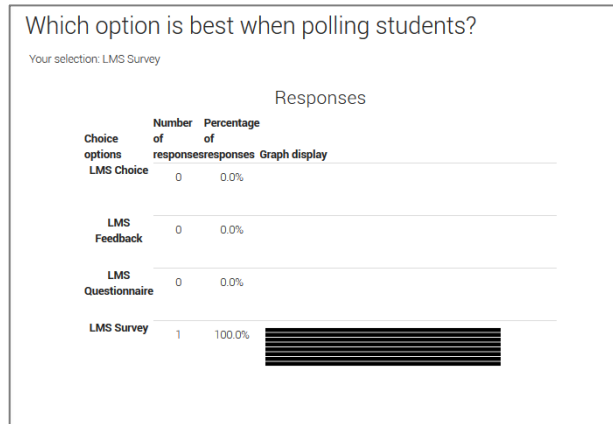 Which option is best when polling students?
Your selection: LMS Survey
Responses
Choice options Number of responses Percentage of responses Graph display
LMS Choice 0 0.0%
LMS Feedback 0 0.0%
LMS Questionnaire 0 0.0%
LMS Survey 1 100.0%